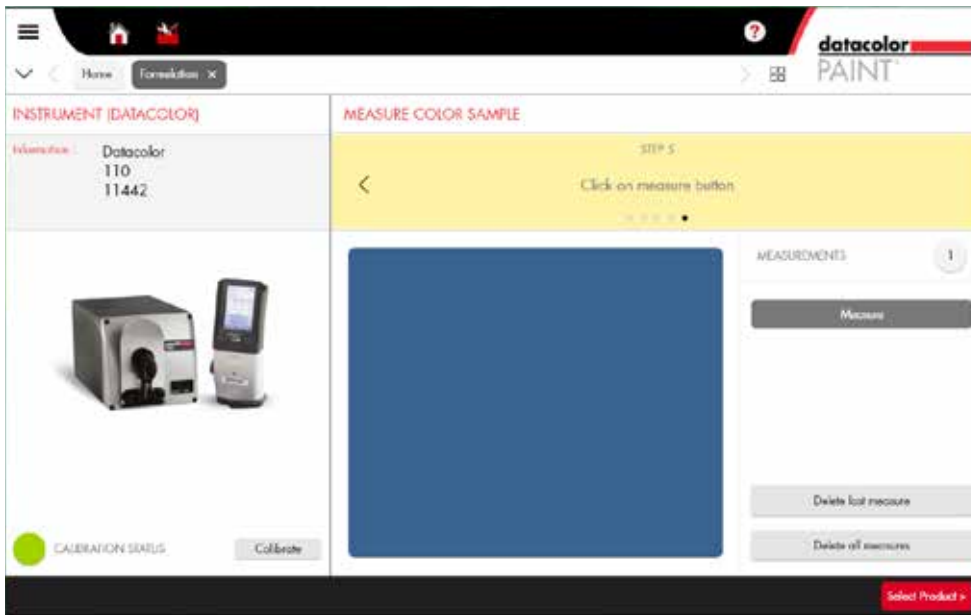 datacolor
PAINT
Home
Formulation ×
INSTRUMENT (DATACOLOR)
MEASURE COLOR SAMPLE
Information
Datacolor
110
11442
STEP 5
Click on measure button
MEASUREMENTS
1
Measure
Delete last measure
CALIBRATION STATUS
Calibrate
Delete all measures
Select Product >